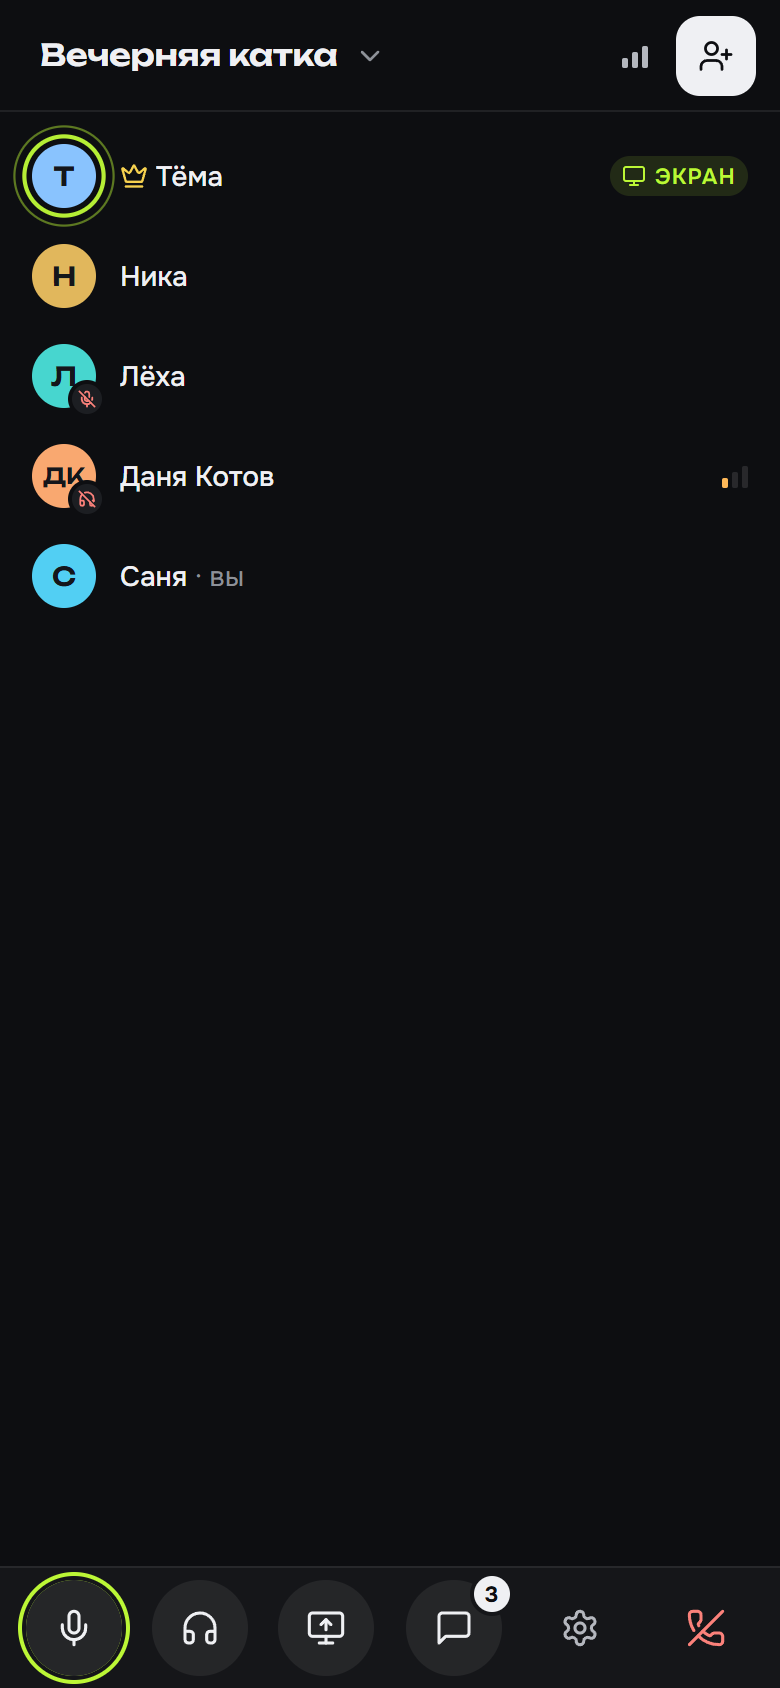 Вечерняя катка
Т Тёма ЭКРАН
Н Ника
Л Лёха
ДК Даня Котов
С Саня · вы
3